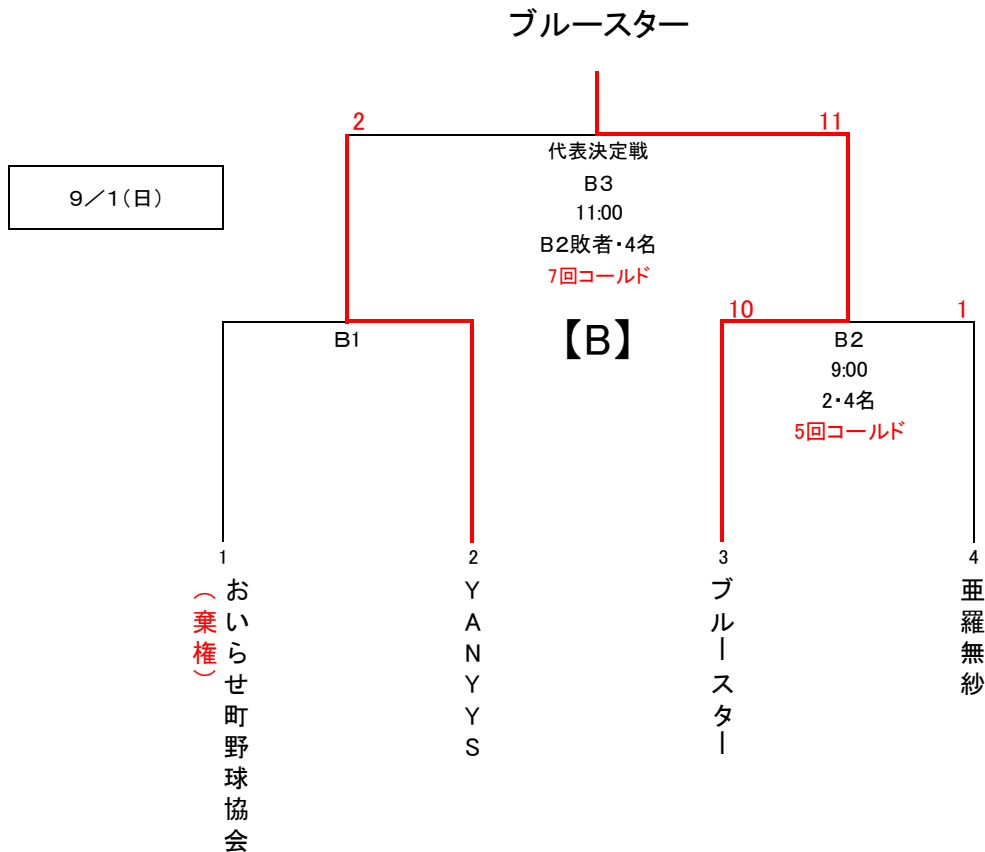 ブルースター
2
11
代表決定戦
9／1（日）
B3
11:00
B2敗者・4名
7回コールド
10
1
B1
【B】
B2
9:00
2・4名
5回コールド
1
2
3
4
おいらせ町野球協会
（棄権）
YANYYS
ブルースター
亜羅無紗